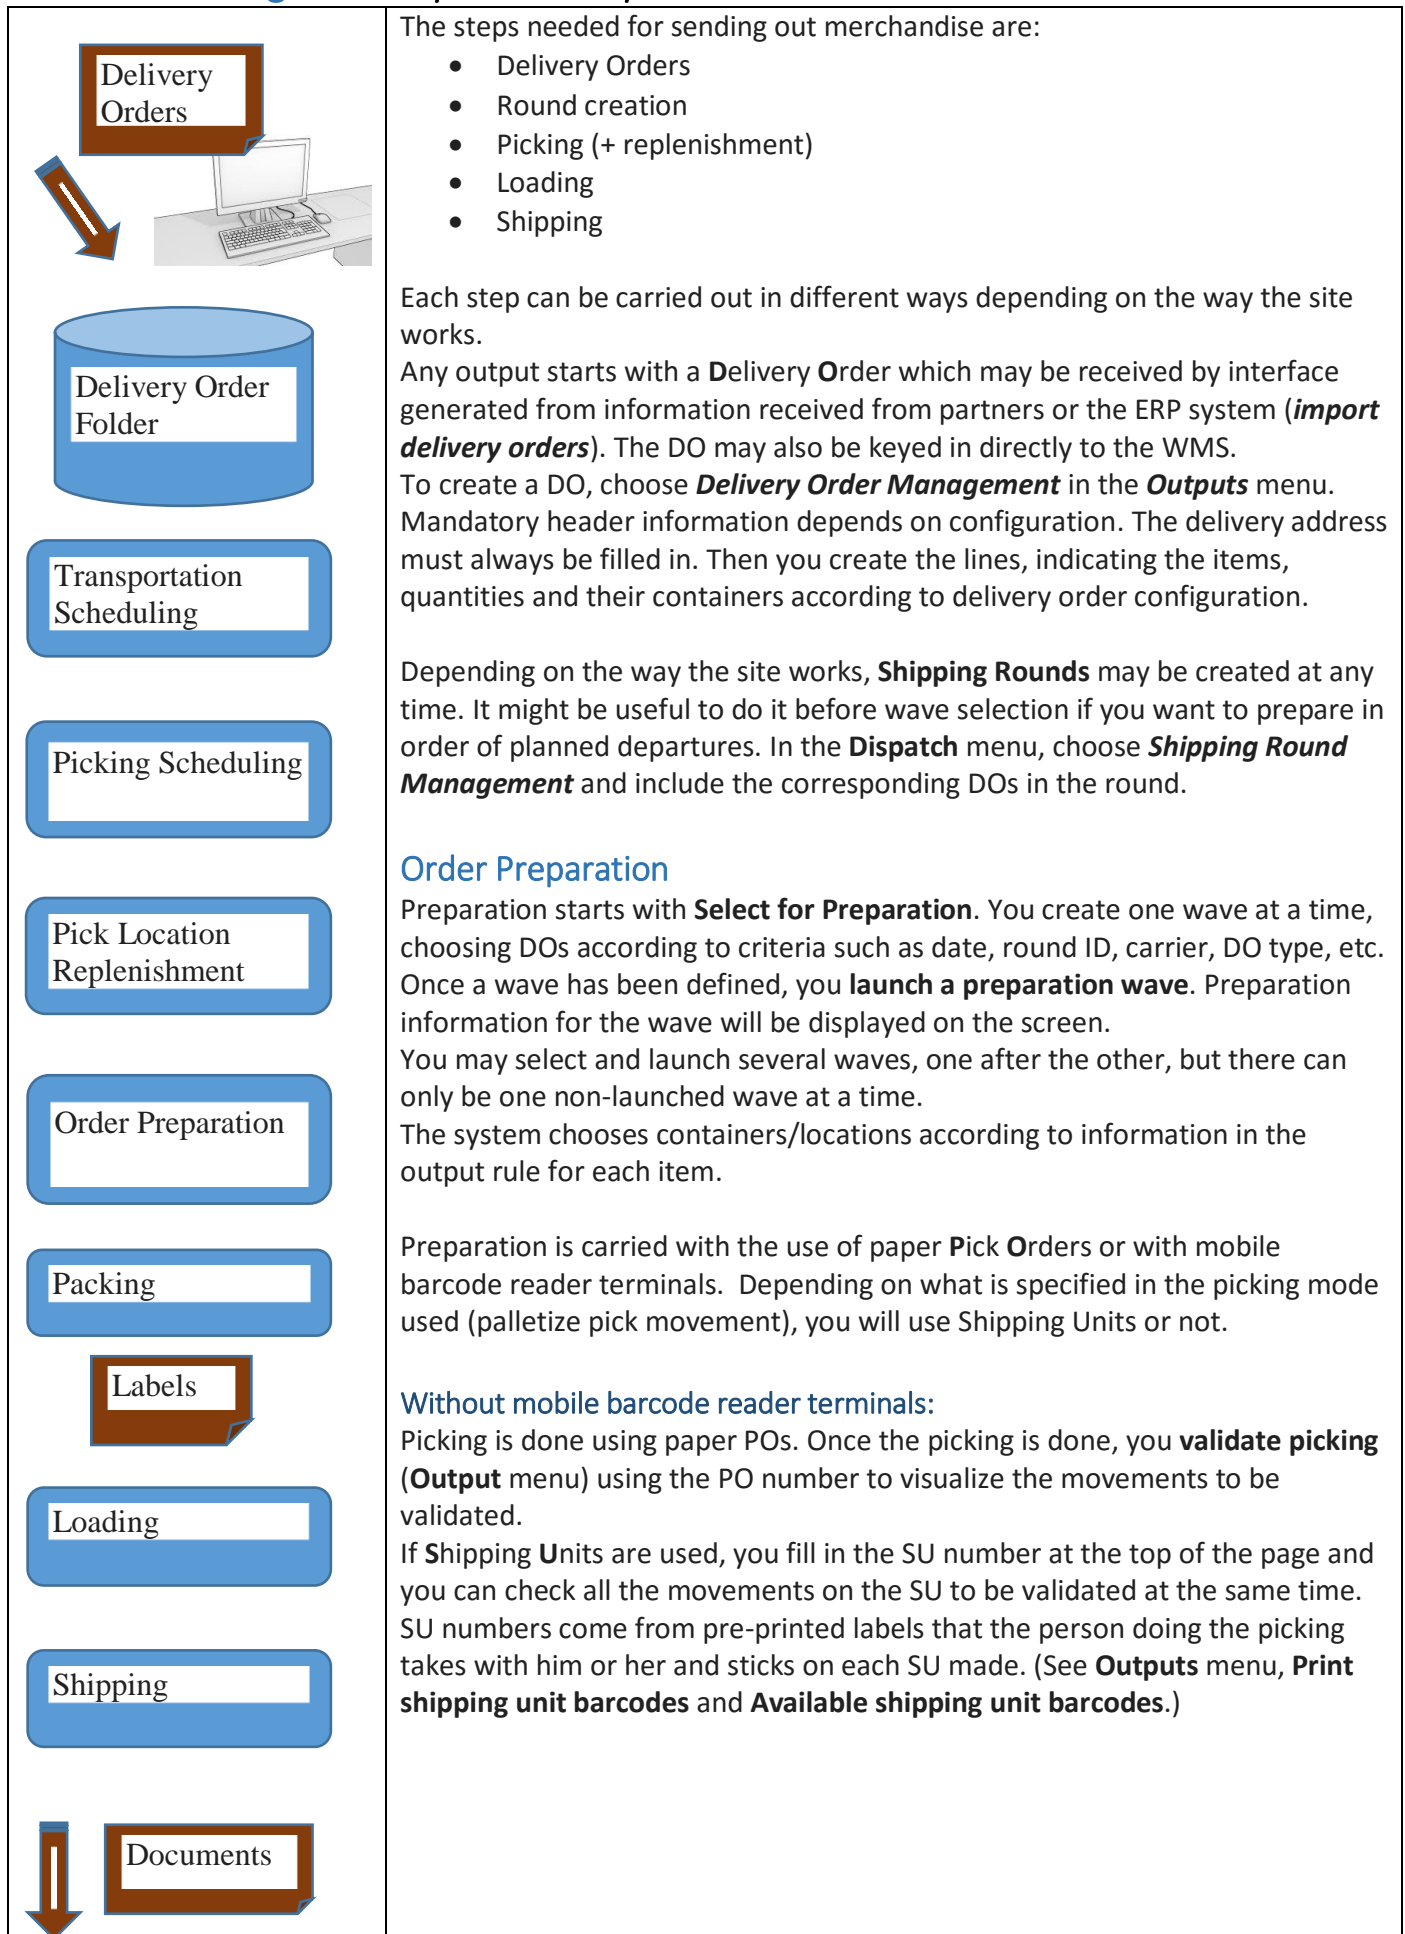 Delivery
Orders
Delivery Order
Folder
Transportation
Scheduling
Picking Scheduling
Pick Location
Replenishment
Order Preparation
Packing
Labels
Loading
Shipping
Documents
The steps needed for sending out merchandise are:
• Delivery Orders
• Round creation
• Picking (+ replenishment)
• Loading
• Shipping
Each step can be carried out in different ways depending on the way the site
works.
Any output starts with a Delivery Order which may be received by interface
generated from information received from partners or the ERP system (import
delivery orders). The DO may also be keyed in directly to the WMS.
To create a DO, choose Delivery Order Management in the Outputs menu.
Mandatory header information depends on configuration. The delivery address
must always be filled in. Then you create the lines, indicating the items,
quantities and their containers according to delivery order configuration.
Depending on the way the site works, Shipping Rounds may be created at any
time. It might be useful to do it before wave selection if you want to prepare in
order of planned departures. In the Dispatch menu, choose Shipping Round
Management and include the corresponding DOs in the round.
Order Preparation
Preparation starts with Select for Preparation. You create one wave at a time,
choosing DOs according to criteria such as date, round ID, carrier, DO type, etc.
Once a wave has been defined, you launch a preparation wave. Preparation
information for the wave will be displayed on the screen.
You may select and launch several waves, one after the other, but there can
only be one non-launched wave at a time.
The system chooses containers/locations according to information in the
output rule for each item.
Preparation is carried with the use of paper Pick Orders or with mobile
barcode reader terminals.  Depending on what is specified in the picking mode
used (palletize pick movement), you will use Shipping Units or not.
Without mobile barcode reader terminals:
Picking is done using paper POs. Once the picking is done, you validate picking
(Output menu) using the PO number to visualize the movements to be
validated.
If Shipping Units are used, you fill in the SU number at the top of the page and
you can check all the movements on the SU to be validated at the same time.
SU numbers come from pre-printed labels that the person doing the picking
takes with him or her and sticks on each SU made. (See Outputs menu, Print
shipping unit barcodes and Available shipping unit barcodes.)